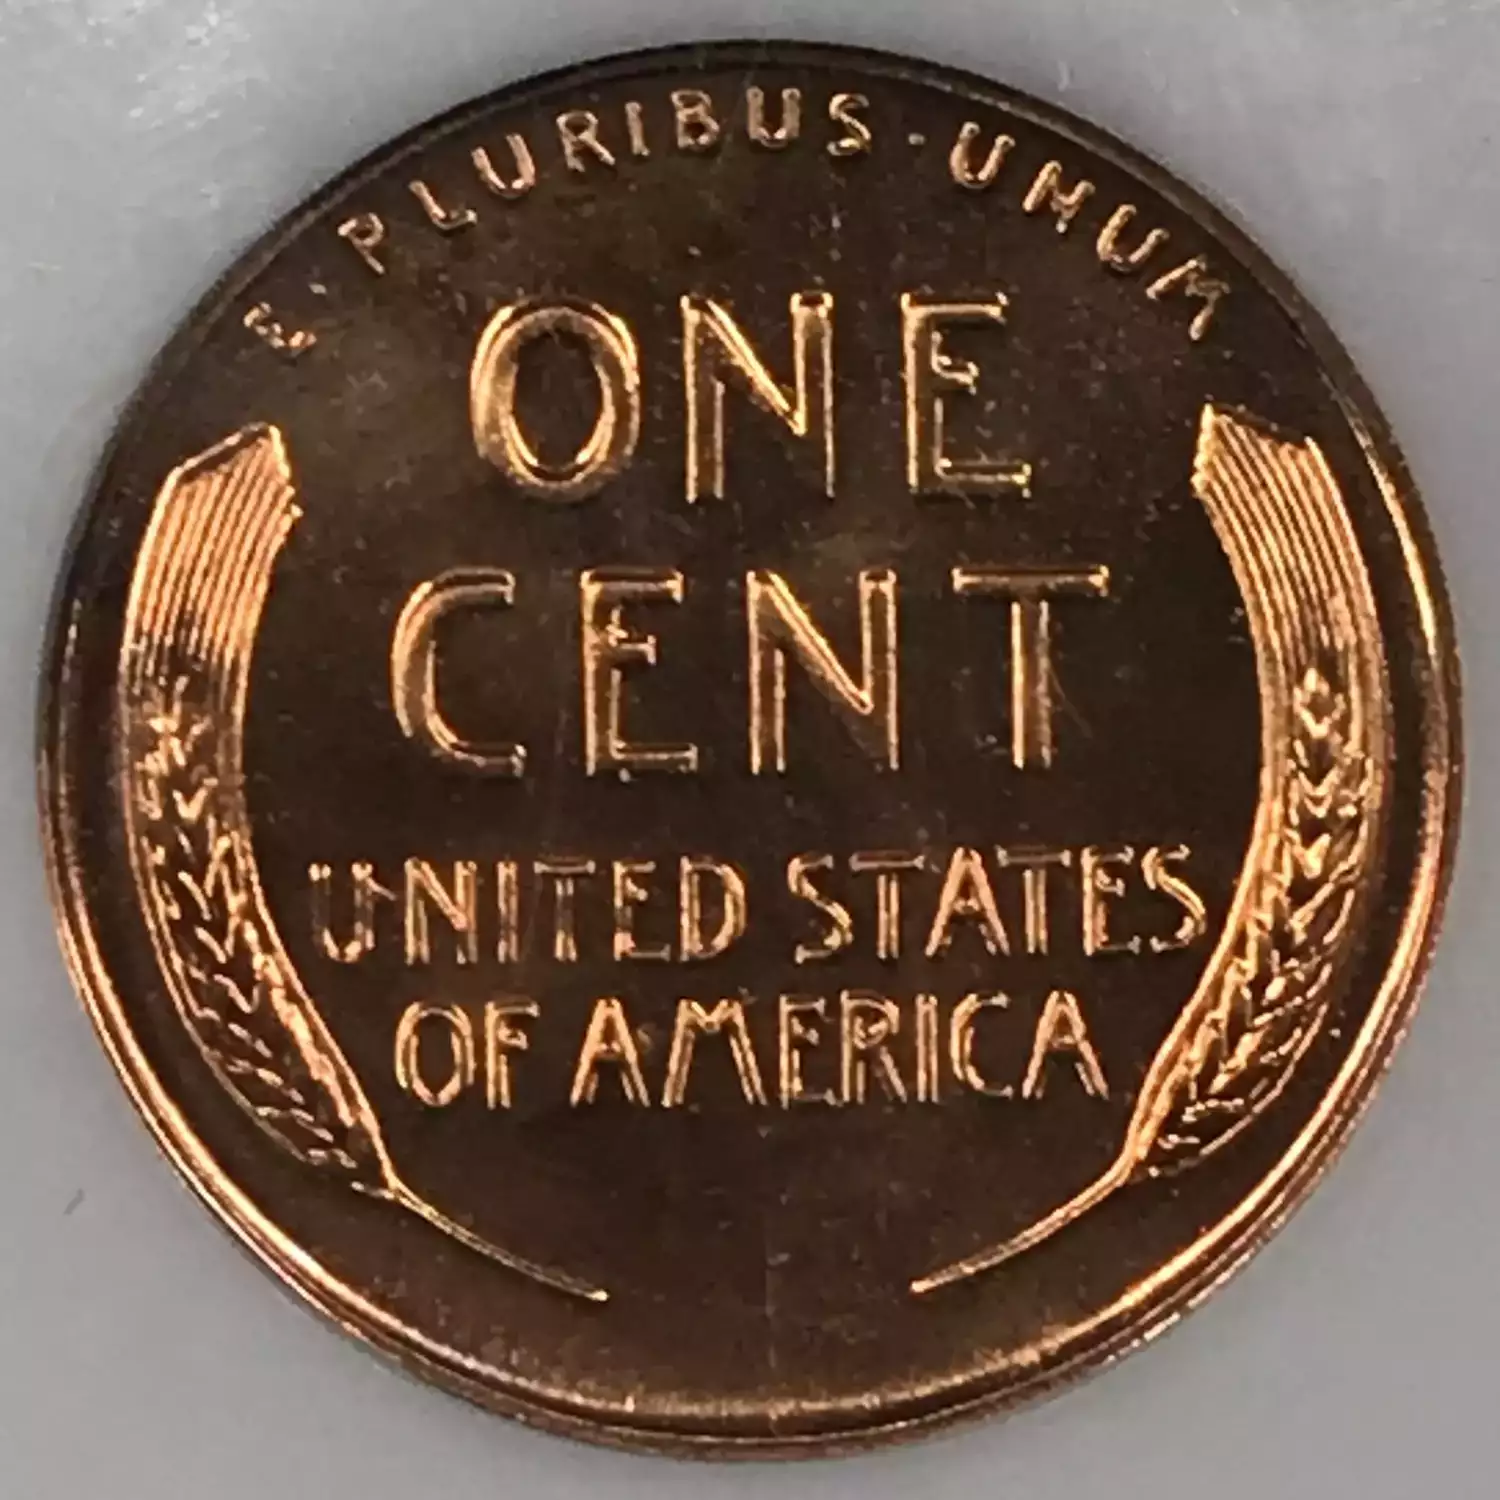 E · PLURIBUS · UNUM
ONE
CENT
UNITED STATES
OF AMERICA